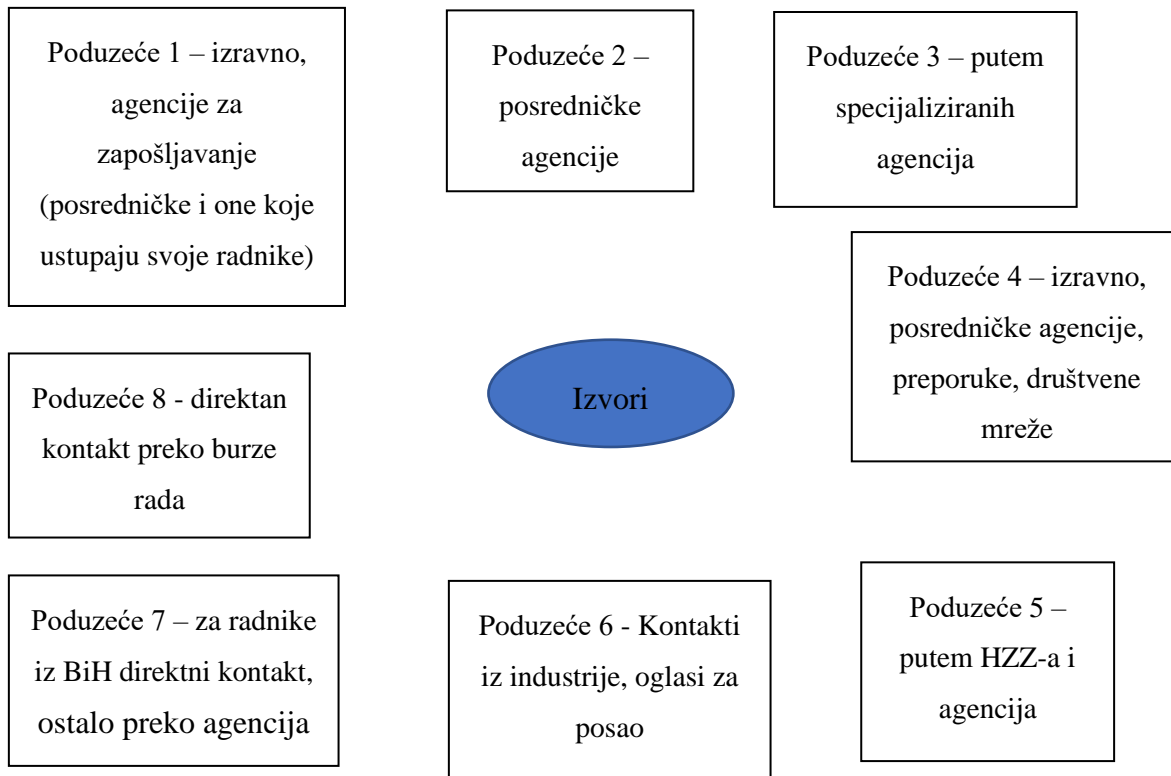 Poduzeće 1 – izravno,
agencije za
zapošljavanje
(posredničke i one koje
ustupaju svoje radnike)
Poduzeće 2 –
posredničke
agencije
Poduzeće 3 – putem
specijaliziranih
agencija
Poduzeće 4 – izravno,
posredničke agencije,
preporuke, društvene
mreže
Izvori
Poduzeće 8 - direktan
kontakt preko burze
rada
Poduzeće 7 – za radnike
iz BiH direktni kontakt,
ostalo preko agencija
Poduzeće 6 - Kontakti
iz industrije, oglasi za
posao
Poduzeće 5 –
putem HZZ-a i
agencija